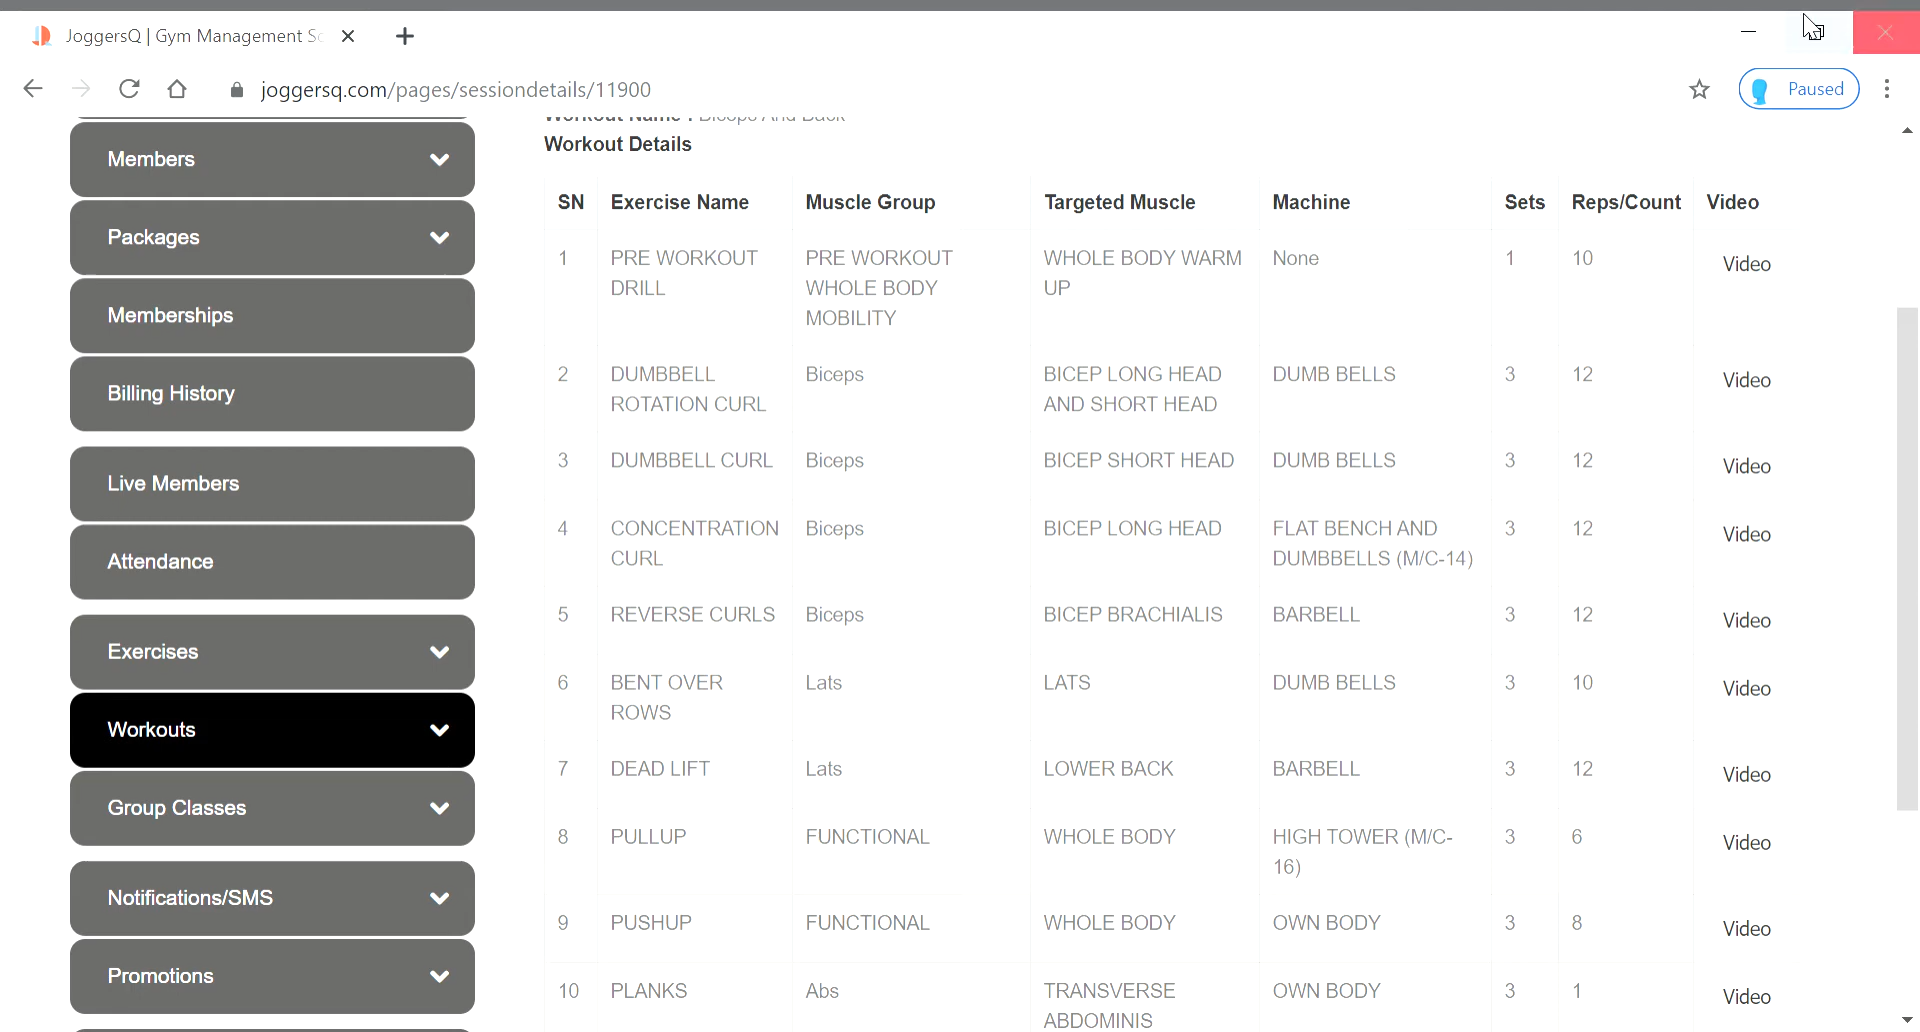 JoggersQ | Gym Management Sc
joggersq.com/pages/sessiondetails/11900
Paused
Members
Packages
Memberships
Billing History
Live Members
Attendance
Exercises
Workouts
Group Classes
Notifications/SMS
Promotions
Workout Name : Biceps And Back
Workout Details
SN Exercise Name Muscle Group Targeted Muscle Machine Sets Reps/Count Video
1 PRE WORKOUT PRE WORKOUT WHOLE BODY WARM None 1 10 Video
DRILL WHOLE BODY UP
MOBILITY
2 DUMBBELL Biceps BICEP LONG HEAD DUMB BELLS 3 12 Video
ROTATION CURL AND SHORT HEAD
3 DUMBBELL CURL Biceps BICEP SHORT HEAD DUMB BELLS 3 12 Video
4 CONCENTRATION Biceps BICEP LONG HEAD FLAT BENCH AND 3 12 Video
CURL DUMBBELLS (M/C-14)
5 REVERSE CURLS Biceps BICEP BRACHIALIS BARBELL 3 12 Video
6 BENT OVER Lats LATS DUMB BELLS 3 10 Video
ROWS
7 DEAD LIFT Lats LOWER BACK BARBELL 3 12 Video
8 PULLUP FUNCTIONAL WHOLE BODY HIGH TOWER (M/C- 3 6 Video
16)
9 PUSHUP FUNCTIONAL WHOLE BODY OWN BODY 3 8 Video
10 PLANKS Abs TRANSVERSE OWN BODY 3 1 Video
ABDOMINIS